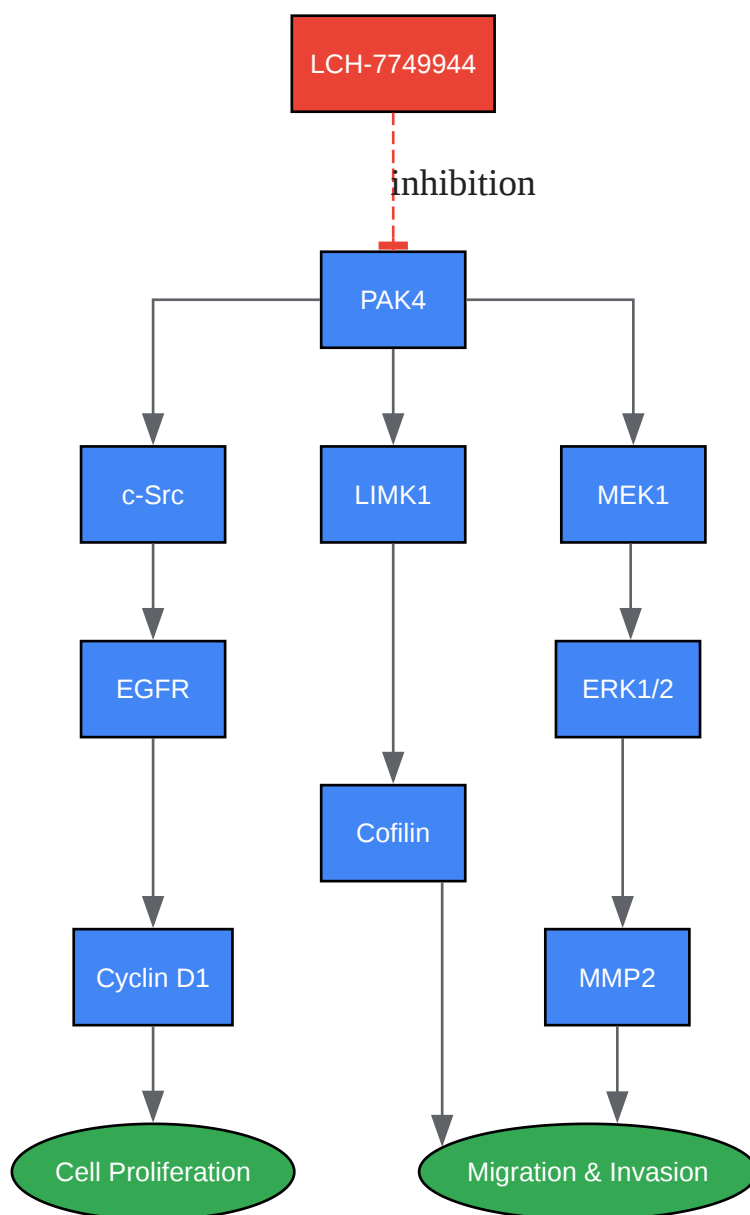 LCH-7749944
inhibition
PAK4
c-Src
LIMK1
MEK1
EGFR
ERK1/2
Cofilin
Cyclin D1
MMP2
Cell Proliferation
Migration & Invasion